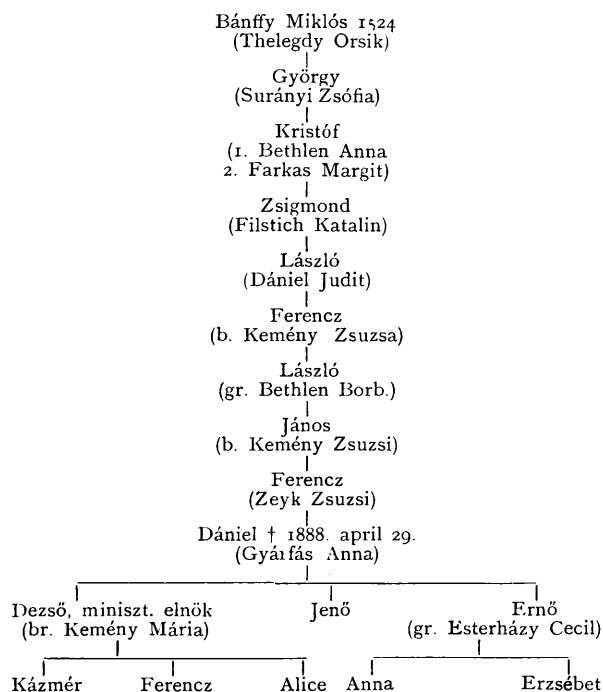 Bánffy Miklós 1524
(Thelegdy Orsik)
György
(Surányi Zsófia)
Kristóf
(1. Bethlen Anna
2. Farkas Margit)
Zsigmond
(Filstich Katalin)
László
(Dániel Judit)
Ferencz
(b. Kemény Zsuzsa)
László
(gr. Bethlen Borb.)
János
(b. Kemény Zsuzsi)
Ferencz
(Zeyk Zsuzsi)
Dániel † 1888. april 29.
(Gyárfás Anna)
Dezső, miniszt. elnök Jenő Ernő
(br. Kemény Mária) (gr. Esterházy Cecil)
Kázmér Ferencz Alice Anna Erzsébet